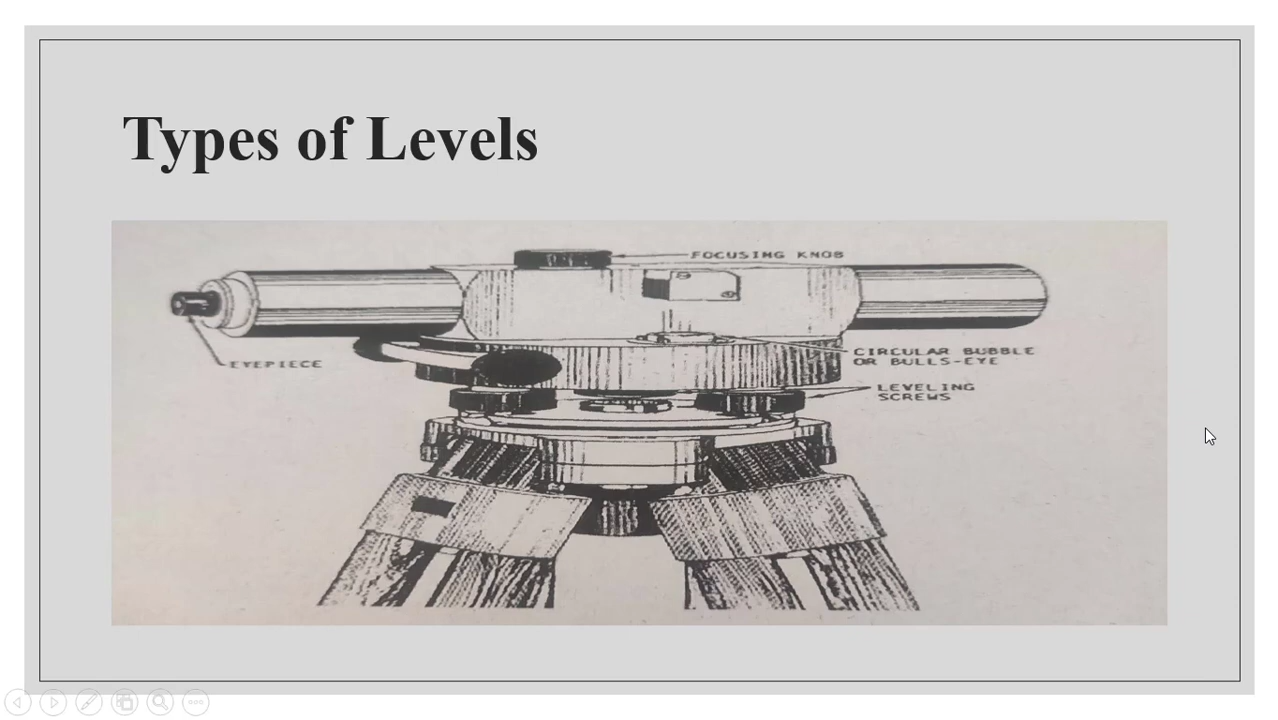 Types of Levels
FOCUSING KNOB
EYEPIECE
CIRCULAR BUBBLE
OR BULLS-EYE
LEVELING
SCREWS